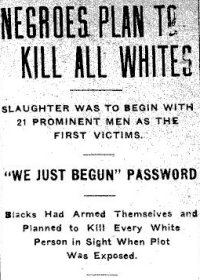 NEGROES PLAN TO
KILL ALL WHITES
SLAUGHTER WAS TO BEGIN WITH
21 PROMINENT MEN AS THE
FIRST VICTIMS.
"WE JUST BEGUN" PASSWORD
Blacks Had Armed Themselves and
Planned to Kill Every White
Person in Sight When Plot
Was Exposed.